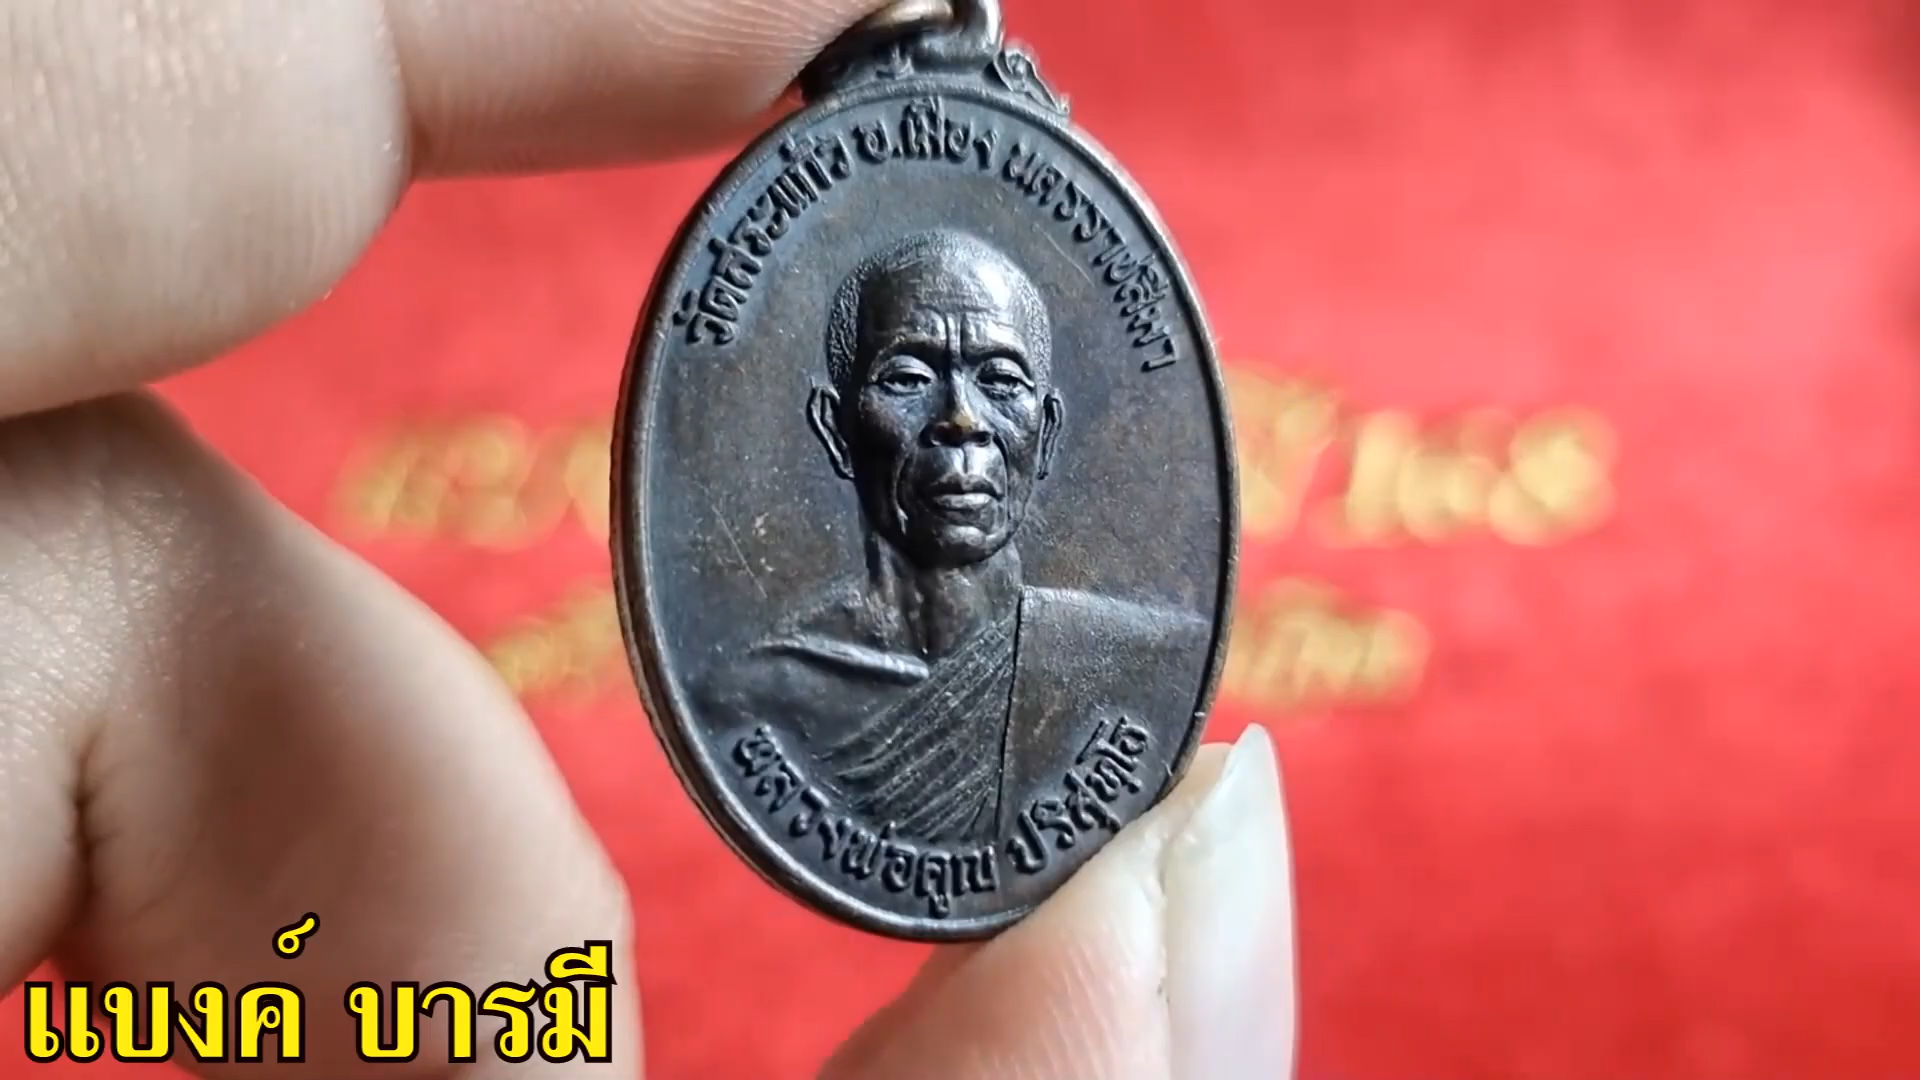 วัดสระแก้ว อ.เมือง นครราชสีมา
หลวงพ่อคูณ ปริสุทฺโธ
แบงค์ บารมี